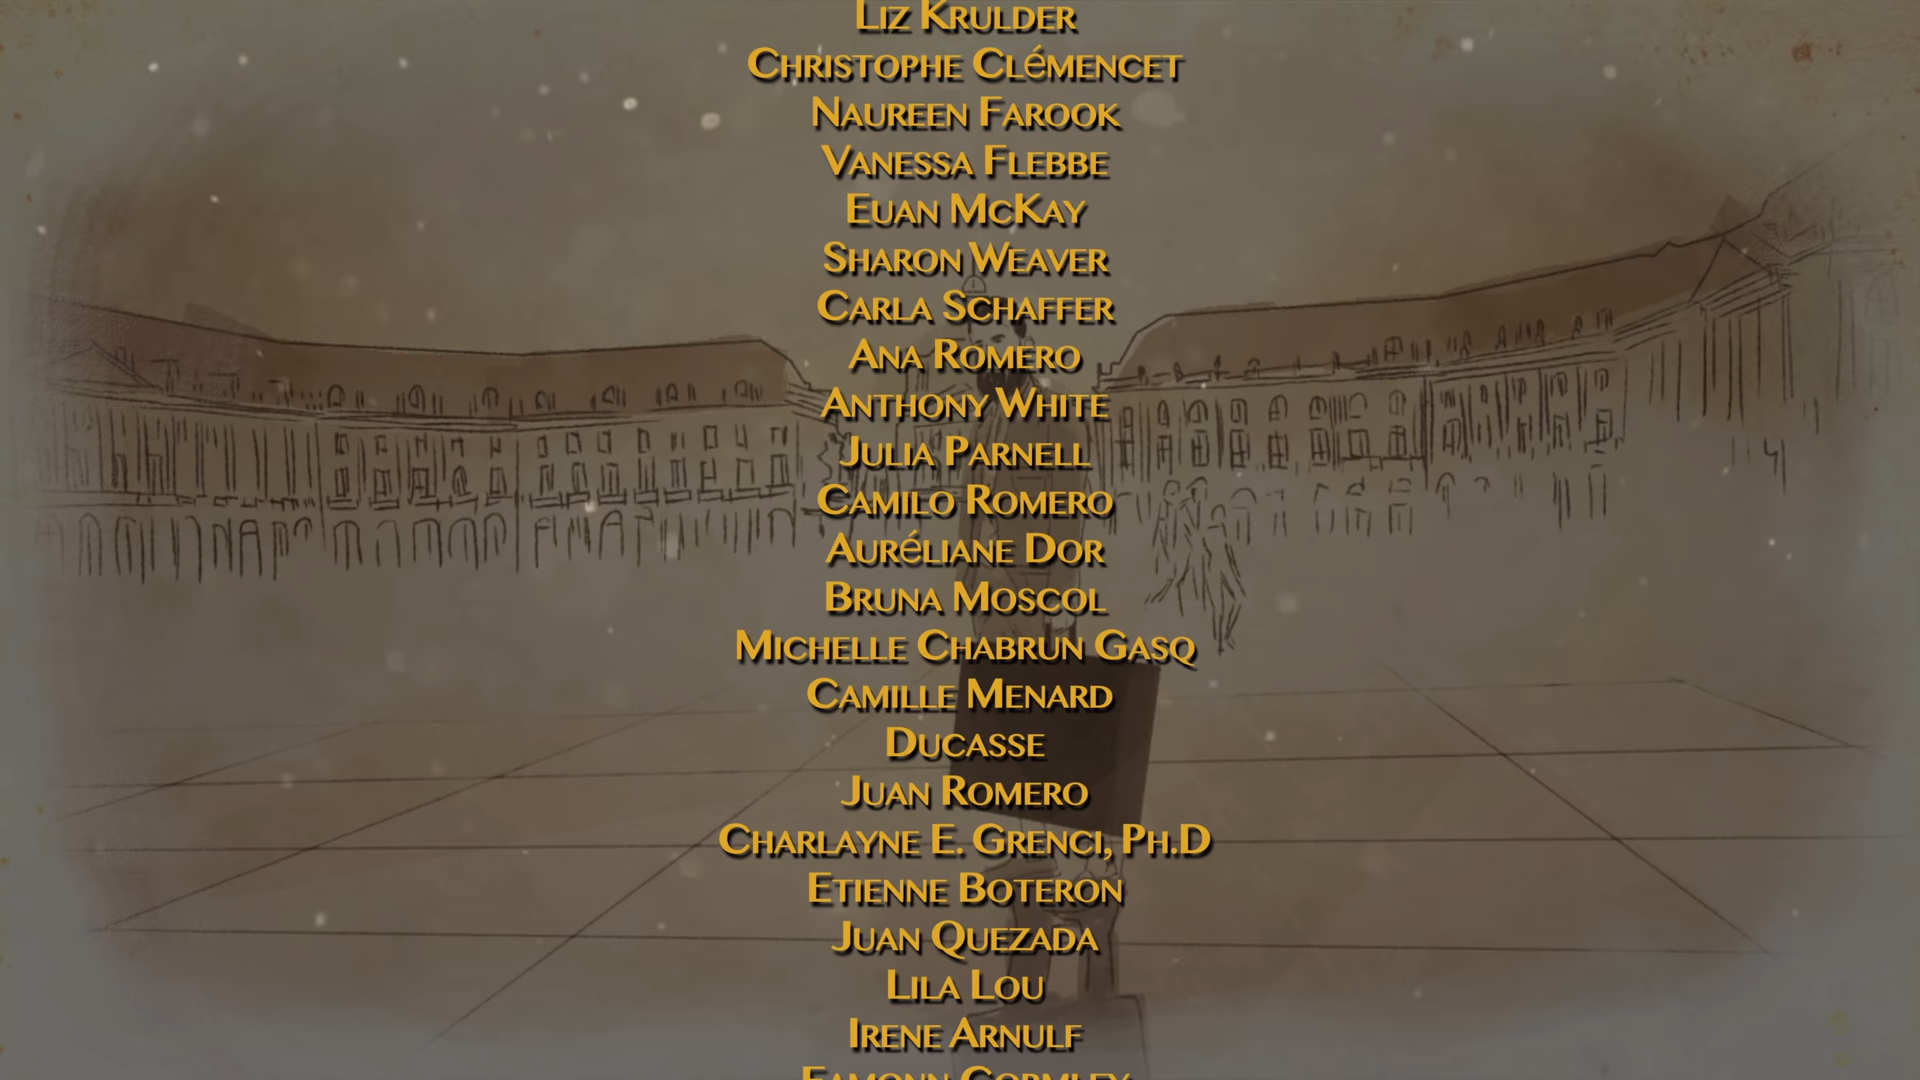 Liz Krulder
Christophe Clémencet
Naureen Farook
Vanessa Flebbe
Euan McKay
Sharon Weaver
Carla Schaffer
Ana Romero
Anthony White
Julia Parnell
Camilo Romero
Auréliane Dor
Bruna Moscol
Michelle Chabrun Gasq
Camille Menard
Ducasse
Juan Romero
Charlayne E. Grenci, Ph.D
Etienne Boteron
Juan Quezada
Lila Lou
Irene Arnulf
Eamonn Gormley